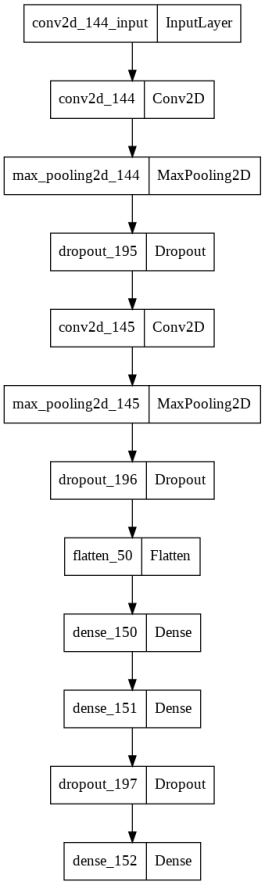 conv2d_144_input InputLayer
conv2d_144 Conv2D
max_pooling2d_144 MaxPooling2D
dropout_195 Dropout
conv2d_145 Conv2D
max_pooling2d_145 MaxPooling2D
dropout_196 Dropout
flatten_50 Flatten
dense_150 Dense
dense_151 Dense
dropout_197 Dropout
dense_152 Dense